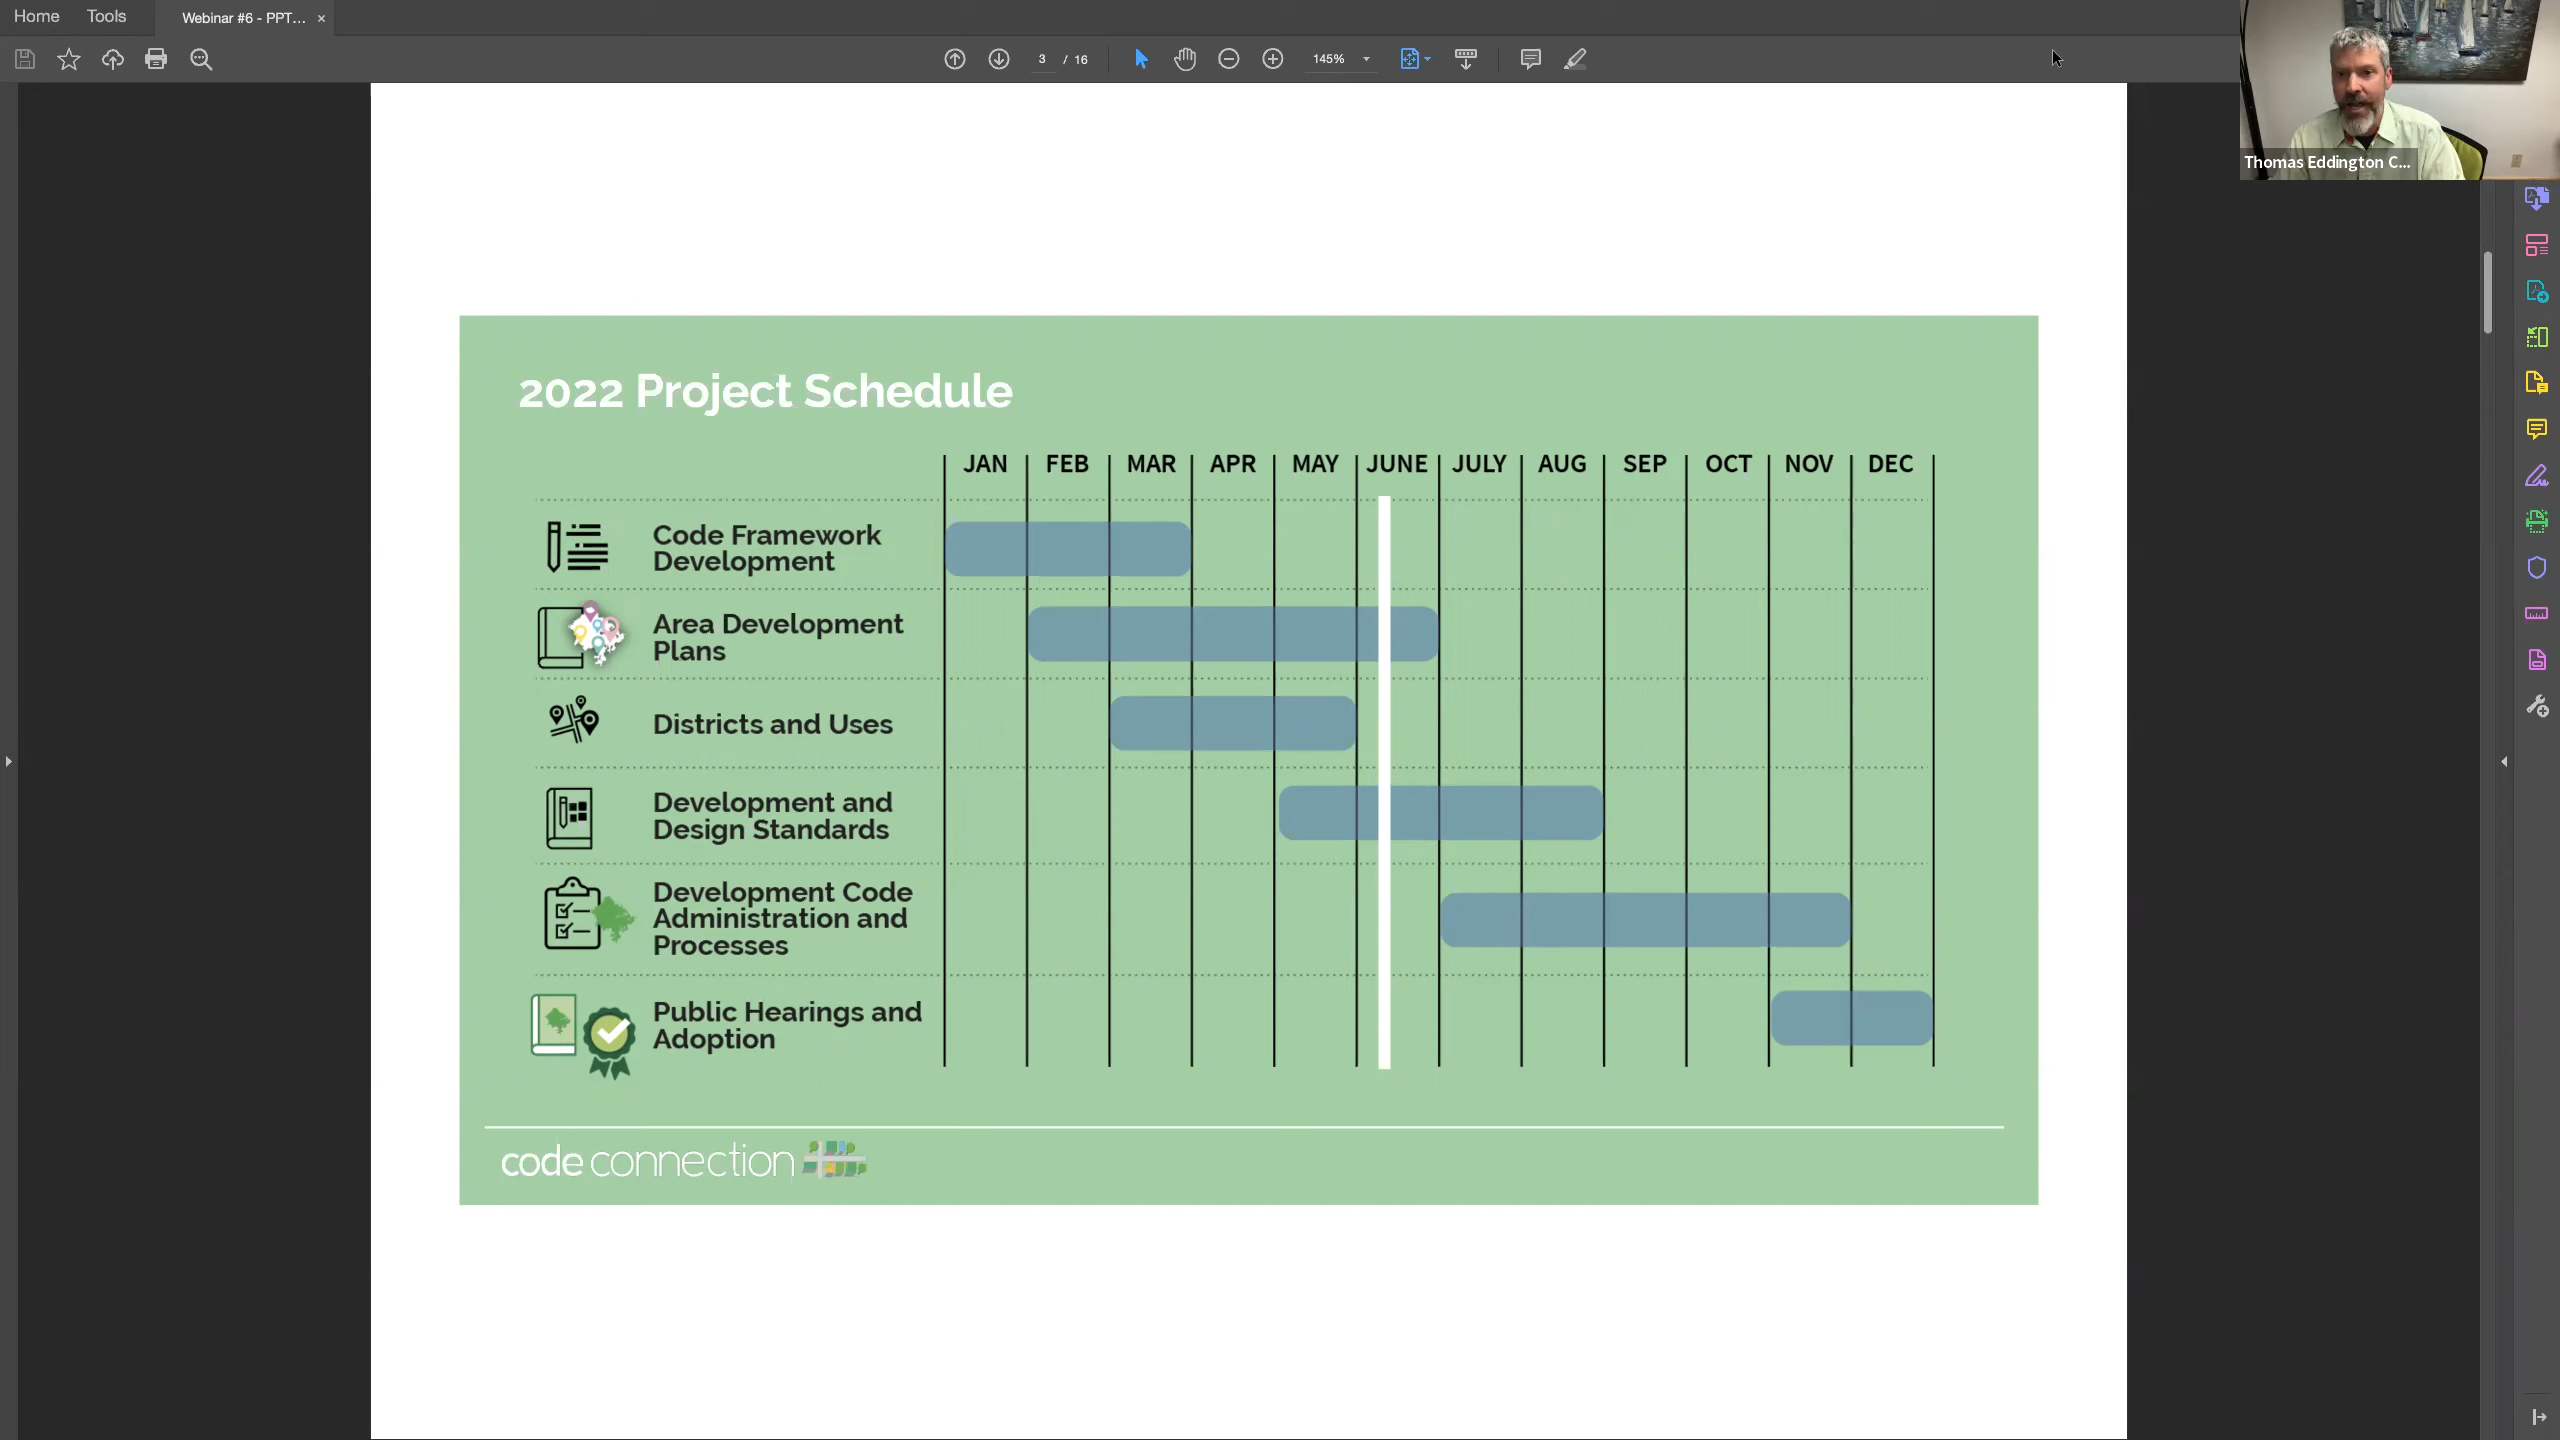 Home Tools Webinar #6 - PPT... ×
3 / 16 145%
Thomas Eddington C...
2022 Project Schedule
JAN FEB MAR APR MAY JUNE JULY AUG SEP OCT NOV DEC
Code Framework
Development
Area Development
Plans
Districts and Uses
Development and
Design Standards
Development Code
Administration and
Processes
Public Hearings and
Adoption
code connection